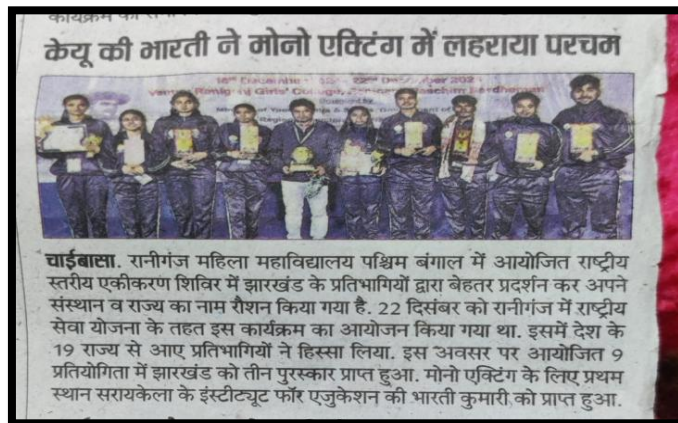 केयू की भारती ने मोनो एक्टिंग में लहराया परचम
चाईबासा. रानीगंज महिला महाविद्यालय पश्चिम बंगाल में आयोजित राष्ट्रीय
स्तरीय एकीकरण शिविर में झारखंड के प्रतिभागियों द्वारा बेहतर प्रदर्शन कर अपने
संस्थान व राज्य का नाम रौशन किया गया है. 22 दिसंबर को रानीगंज में राष्ट्रीय
सेवा योजना के तहत इस कार्यक्रम का आयोजन किया गया था. इसमें देश के
19 राज्य से आए प्रतिभागियों ने हिस्सा लिया. इस अवसर पर आयोजित 9
प्रतियोगिता में झारखंड को तीन पुरस्कार प्राप्त हुआ. मोनो एक्टिंग के लिए प्रथम
स्थान सरायकेला के इंस्टीट्यूट फॉर एजुकेशन की भारती कुमारी को प्राप्त हुआ.